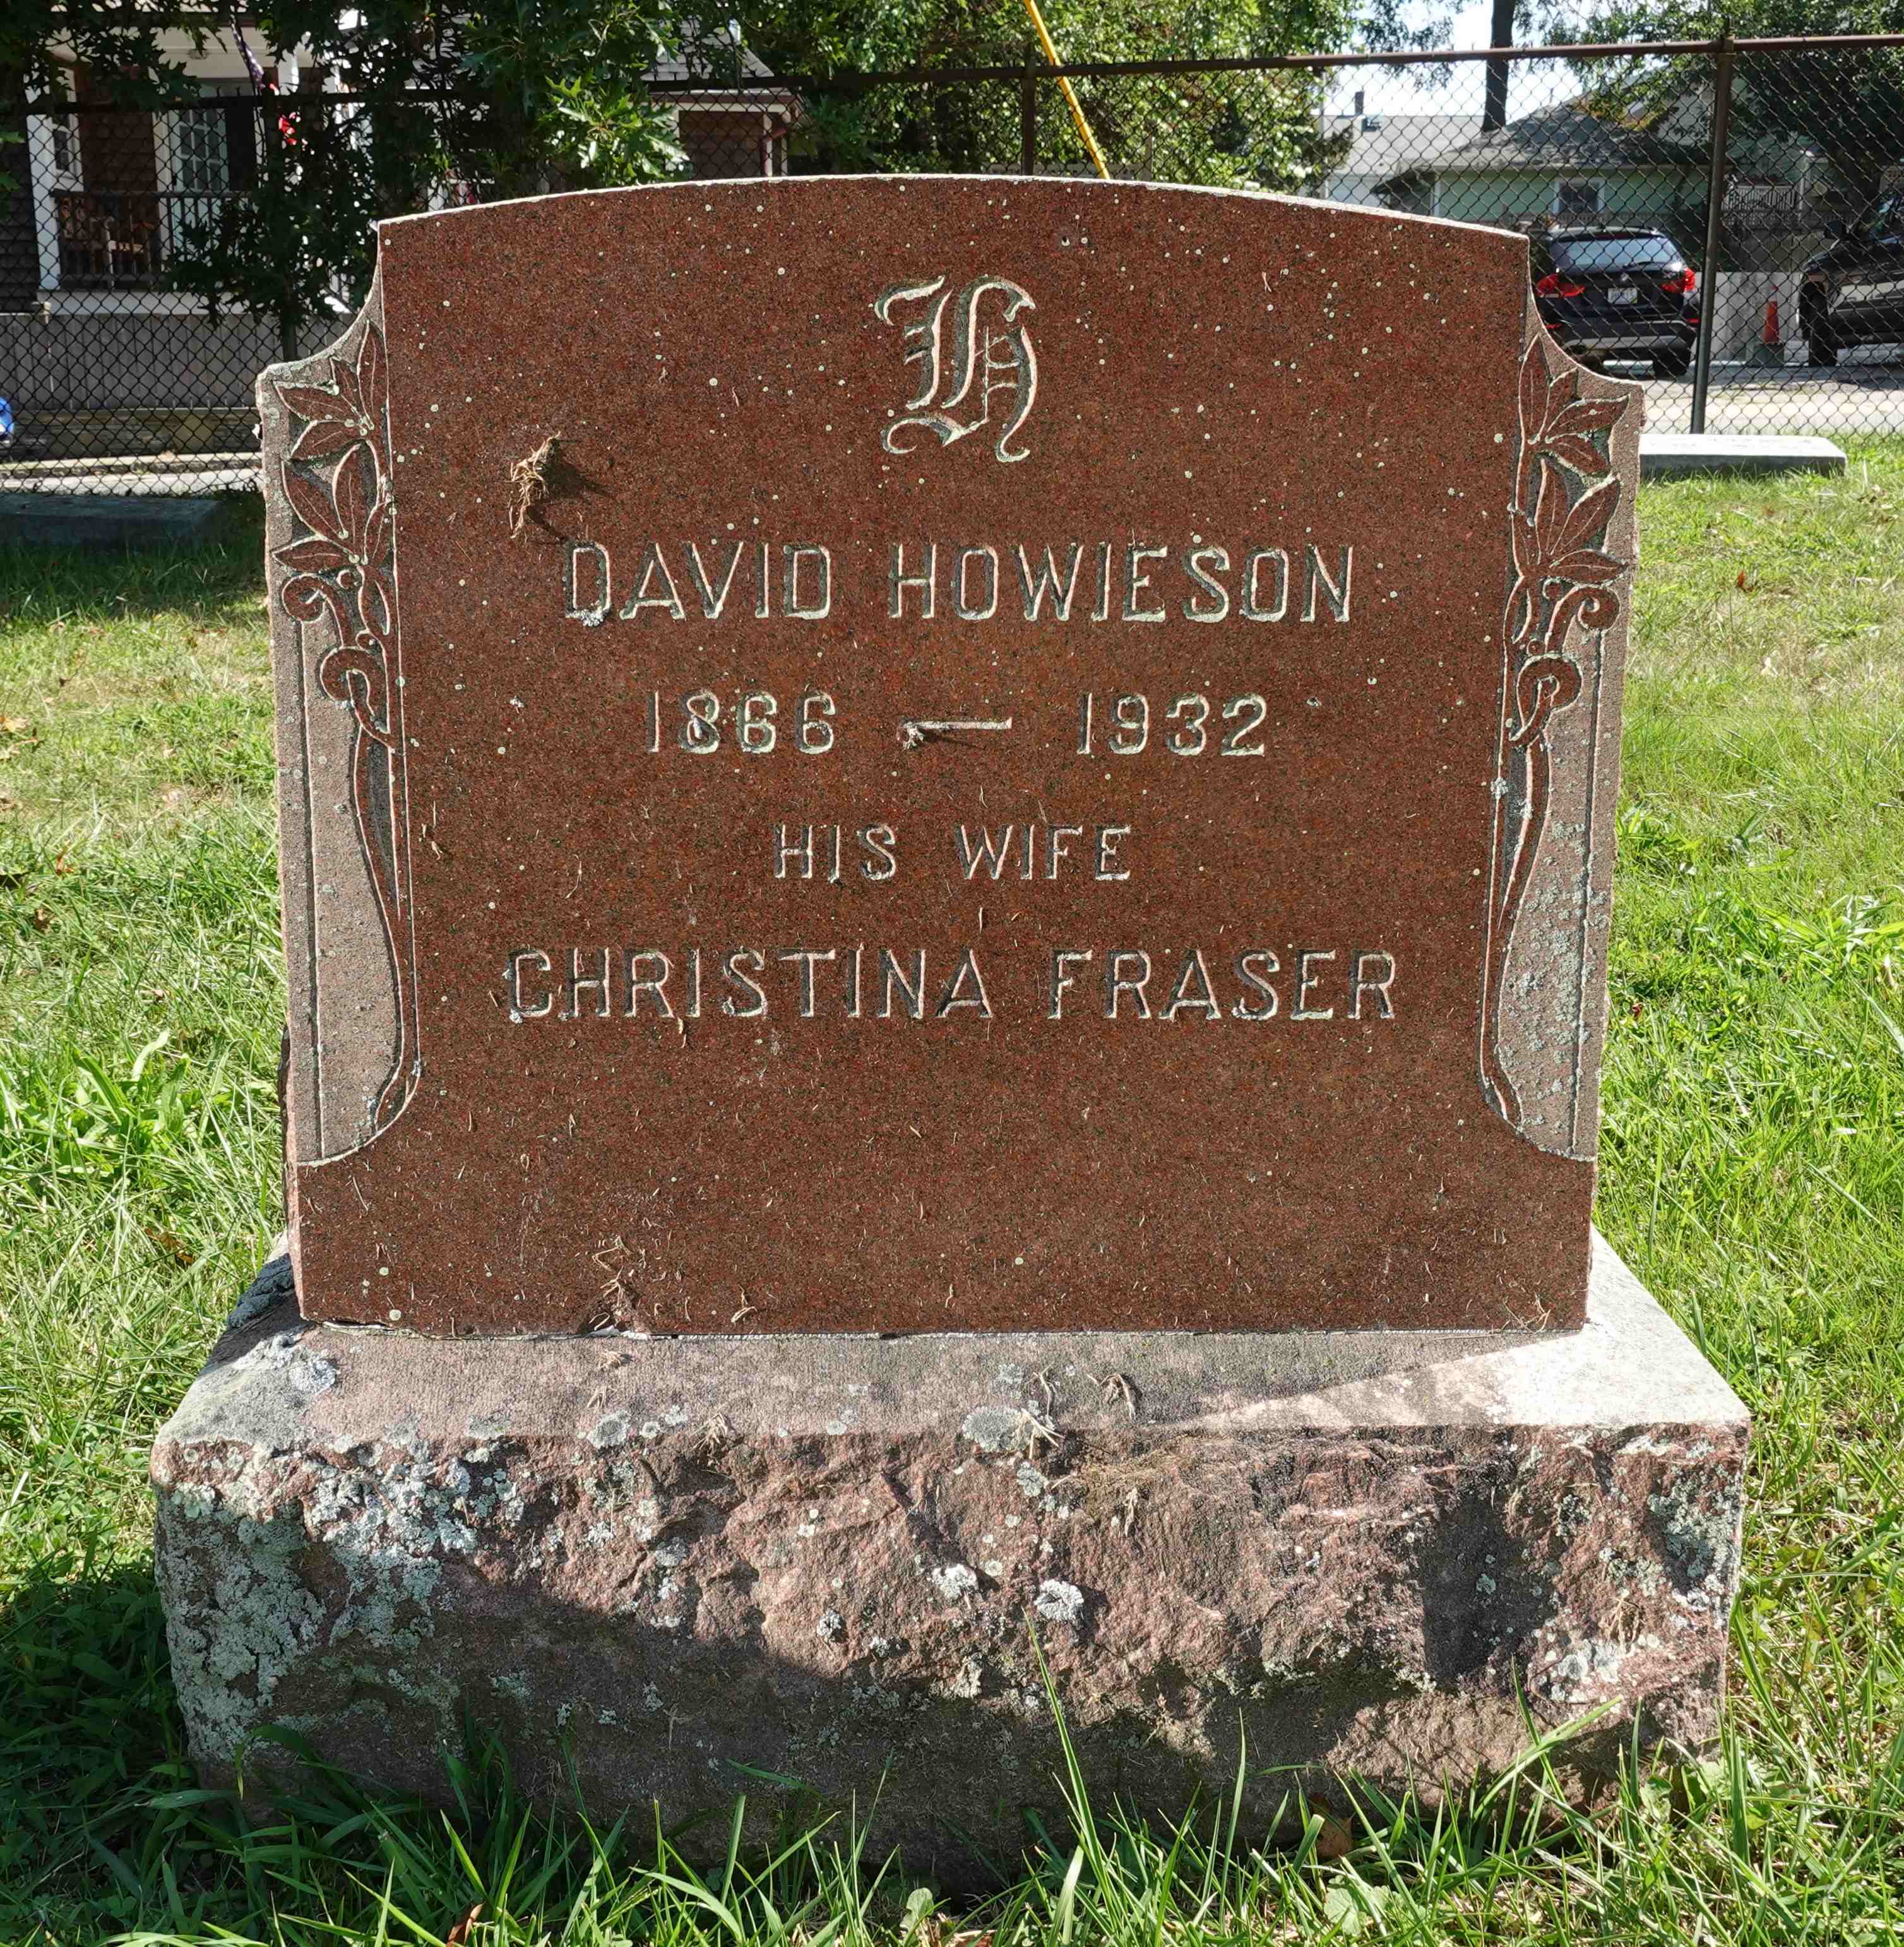 H
DAVID HOWIESON
1866 — 1932
HIS WIFE
CHRISTINA FRASER